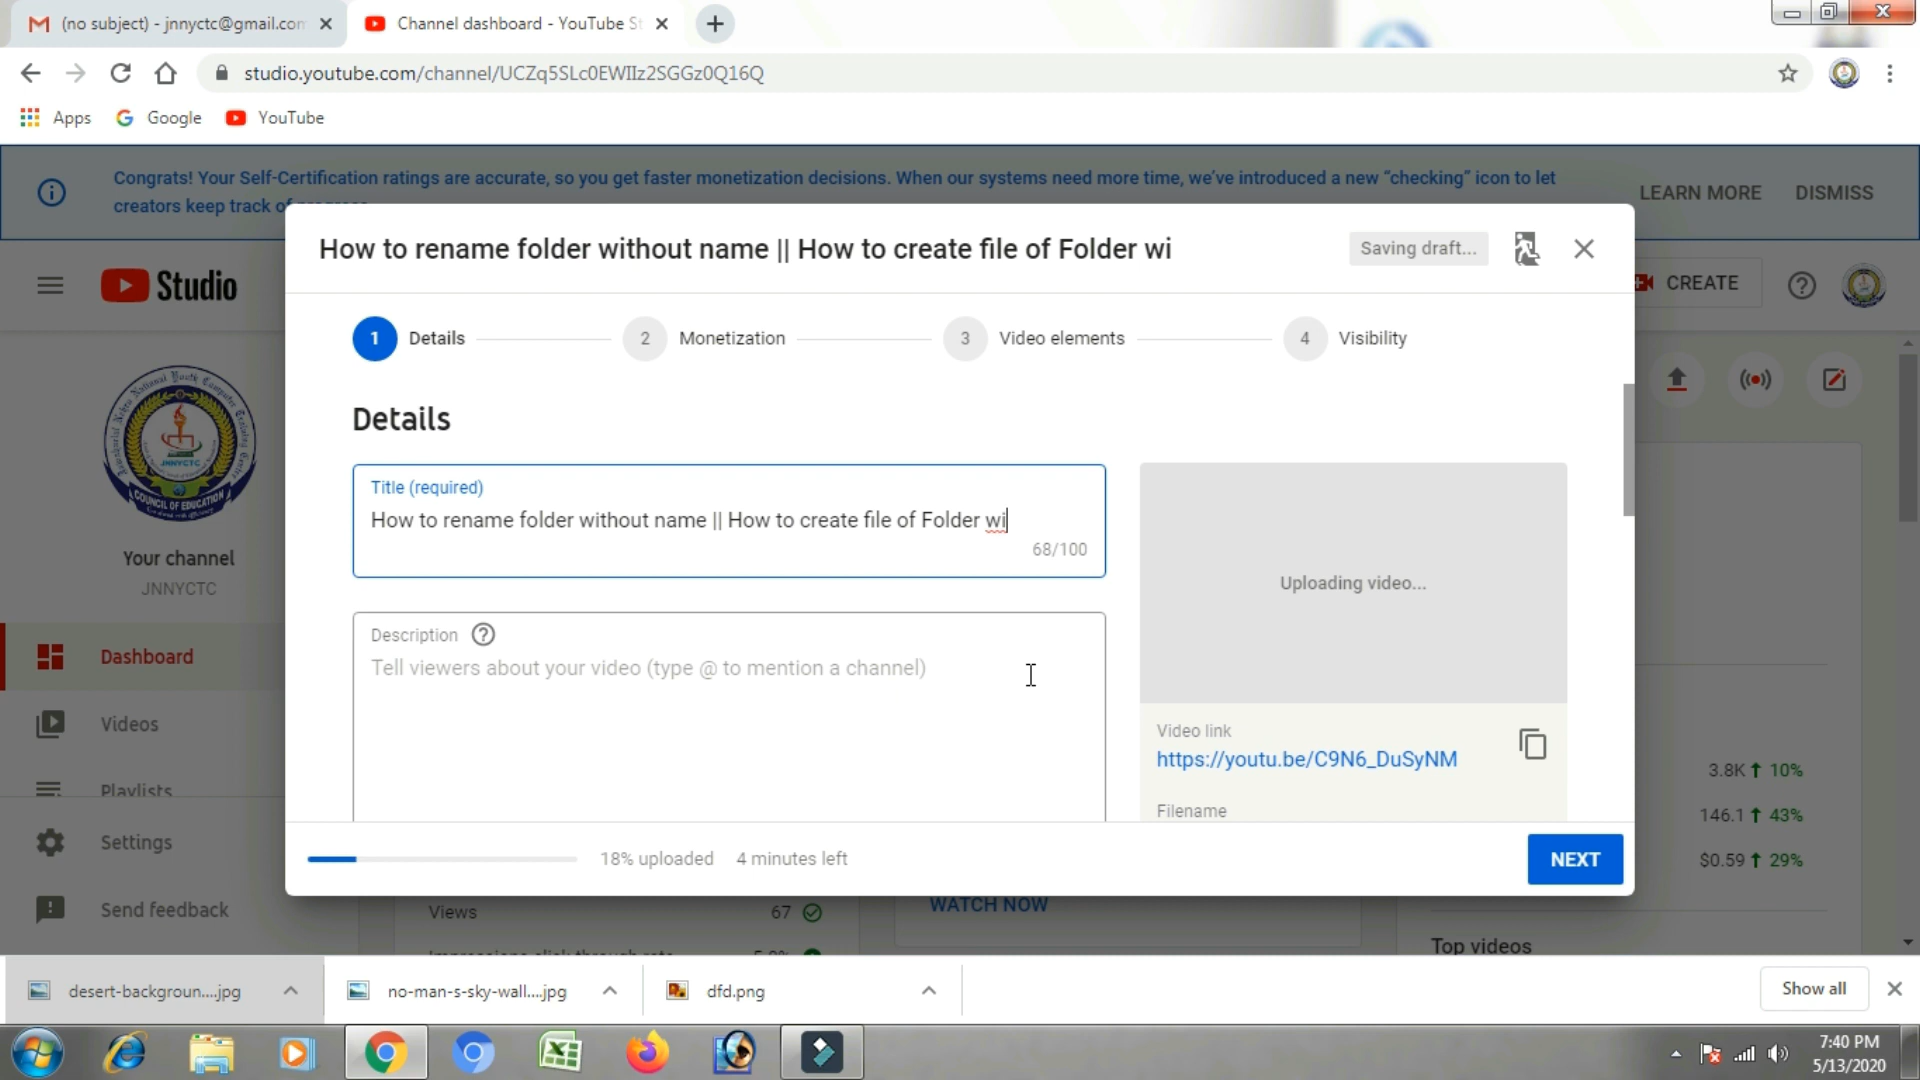 (no subject) - jnnyctc@gmail.com
Channel dashboard - YouTube St
studio.youtube.com/channel/UCZq5SLc0EWIIz2SGGz0Q16Q
Apps
Google
YouTube
Congrats! Your Self-Certification ratings are accurate, so you get faster monetization decisions. When our systems need more time, we've introduced a new "checking" icon to let
creators keep track of
LEARN MORE
DISMISS
How to rename folder without name || How to create file of Folder wi
Saving draft...
Studio
CREATE
1 Details
2 Monetization
3 Video elements
4 Visibility
Details
Title (required)
How to rename folder without name || How to create file of Folder wi
68/100
Uploading video...
JNNYCTC
COUNCIL OF EDUCATION
Your channel
JNNYCTC
Description
Tell viewers about your video (type @ to mention a channel)
Dashboard
Videos
Playlists
Settings
Send feedback
Video link
https://youtu.be/C9N6_DuSyNM
Filename
3.8K 10%
146.1 43%
$0.59 29%
18% uploaded
4 minutes left
NEXT
Views
67
WATCH NOW
Top videos
desert-backgroun....jpg
no-man-s-sky-wall....jpg
dfd.png
Show all
7:40 PM
5/13/2020